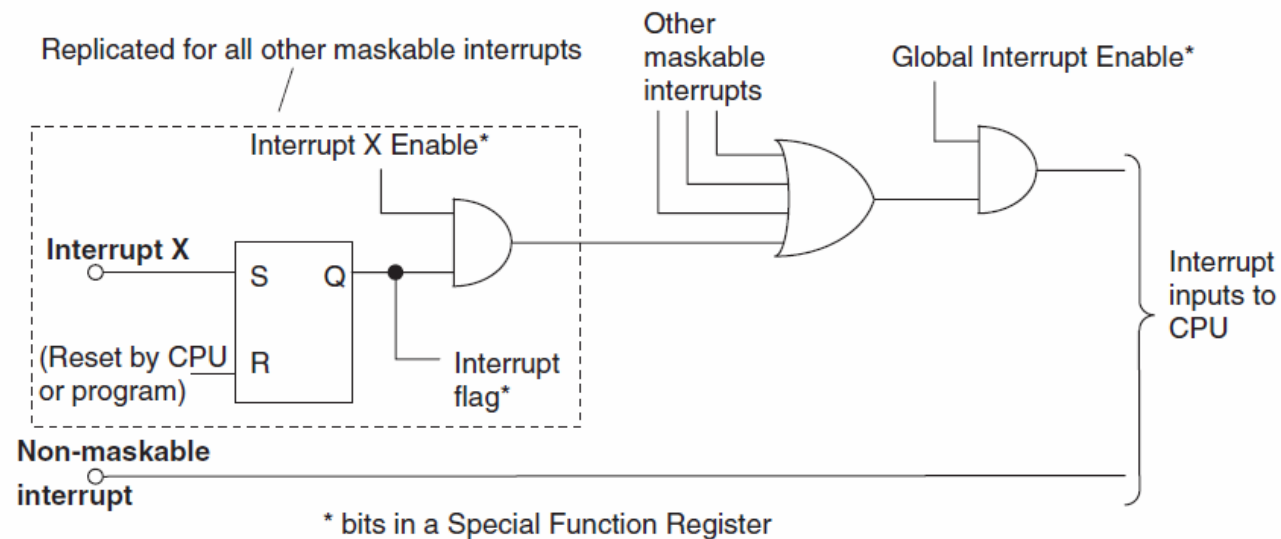 Replicated for all other maskable interrupts
Other
maskable
interrupts
Global Interrupt Enable*
Interrupt X Enable*
Interrupt X
S
Q
(Reset by CPU
or program)
R
Interrupt
flag*
Interrupt
inputs to
CPU
Non-maskable
interrupt
* bits in a Special Function Register